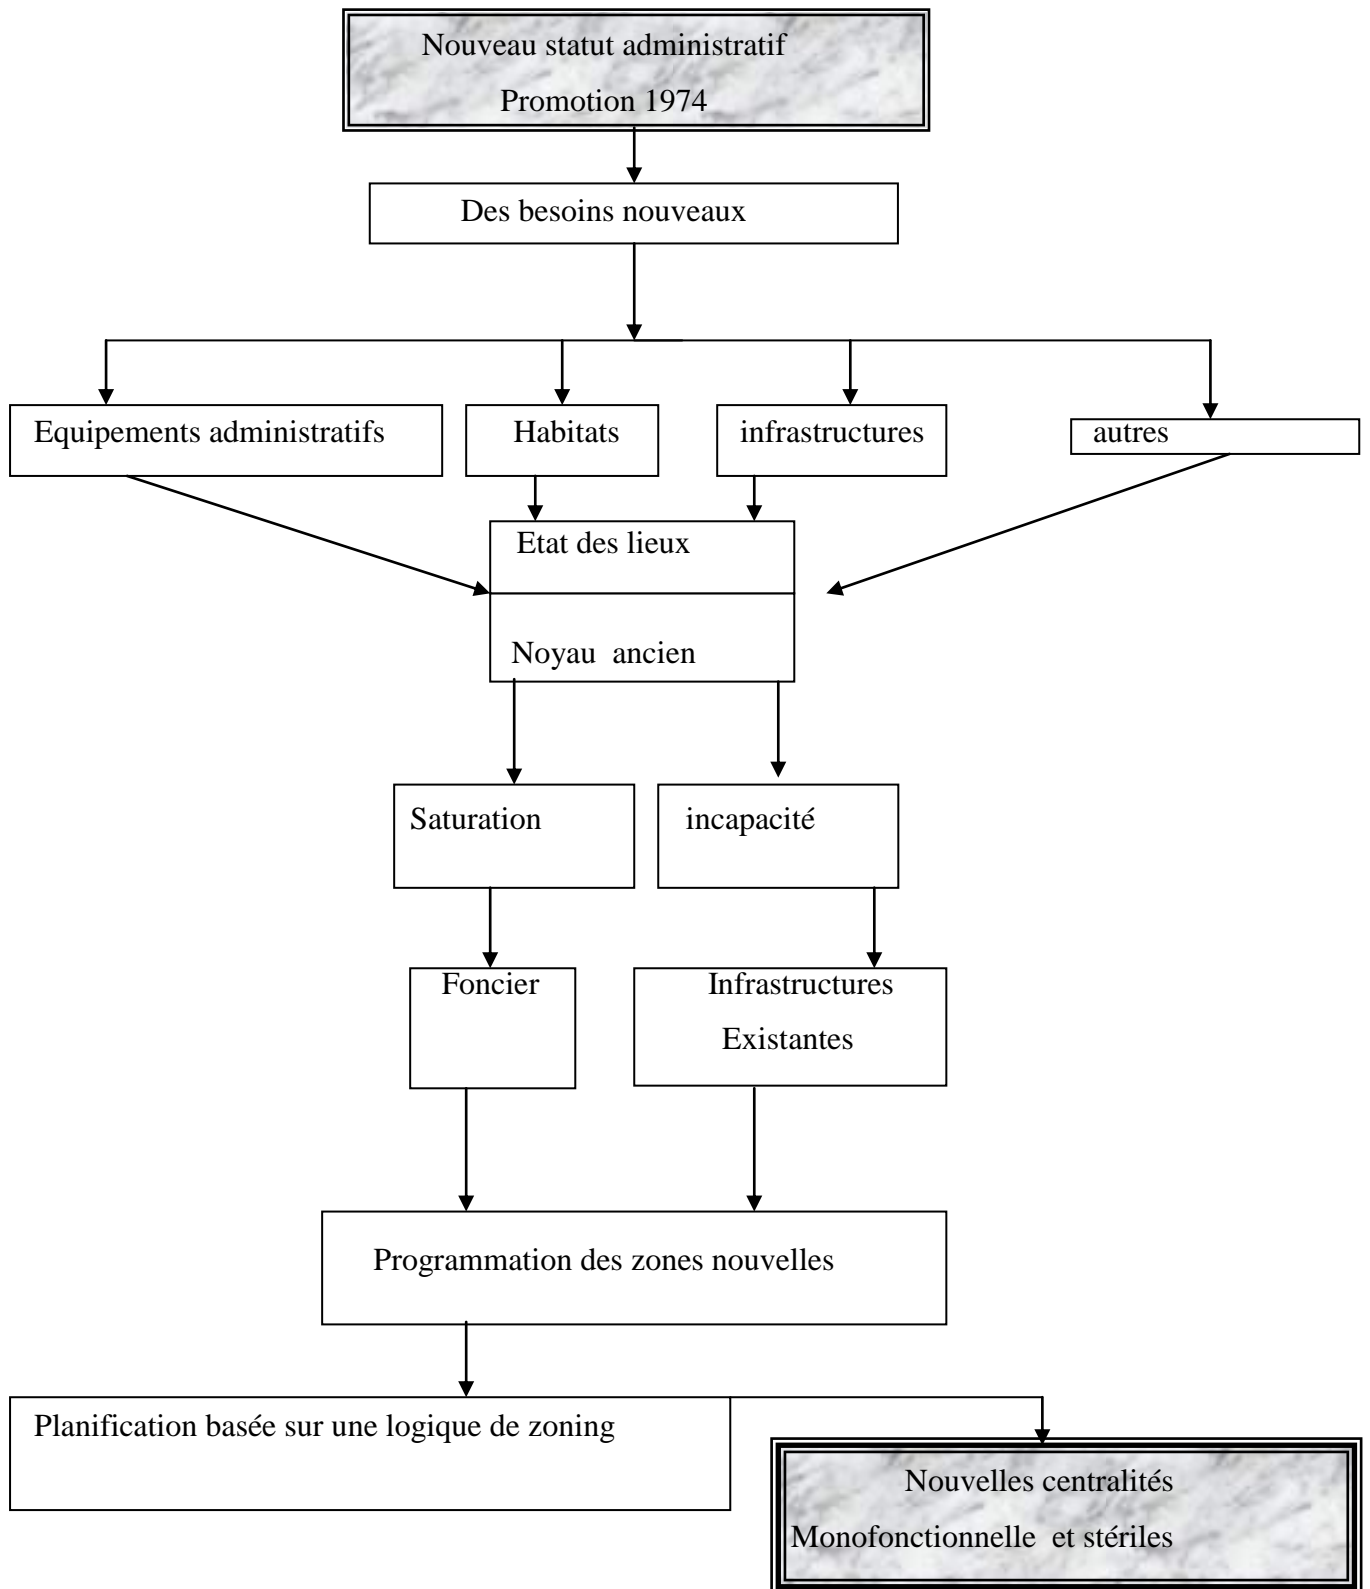 Nouveau statut administratif
Promotion 1974
Des besoins nouveaux
Equipements administratifs
Habitats
infrastructures
autres
Etat des lieux
Noyau ancien
Saturation
incapacité
Foncier
Infrastructures
Existantes
Programmation des zones nouvelles
Planification basée sur une logique de zoning
Nouvelles centralités
Monofonctionnelle et stériles